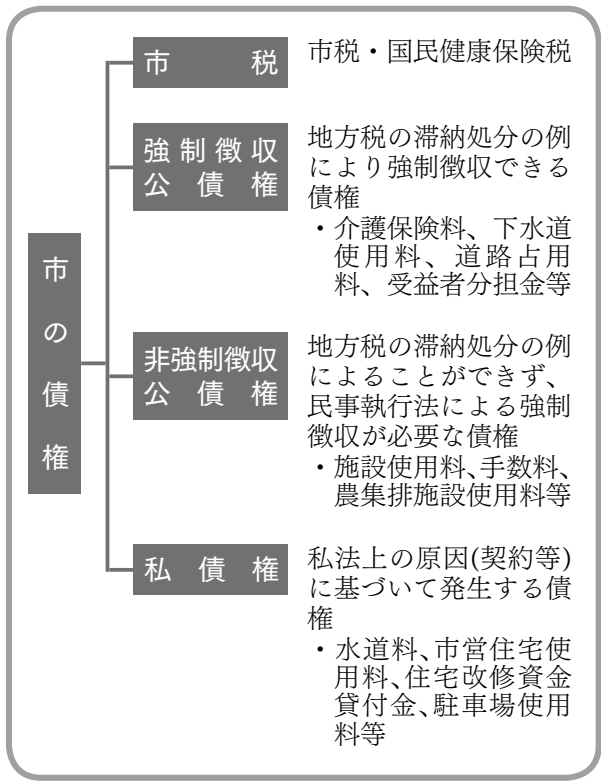 市の債権
市税
市税・国民健康保険税
強制徴収
公債権
地方税の滞納処分の例
により強制徴収できる
債権
・介護保険料、下水道
使用料、道路占用
料、受益者分担金等
非強制徴収
公債権
地方税の滞納処分の例
によることができず、
民事執行法による強制
徴収が必要な債権
・施設使用料、手数料、
農集排施設使用料等
私債権
私法上の原因(契約等)
に基づいて発生する債
権
・水道料、市営住宅使
用料、住宅改修資金
貸付金、駐車場使用
料等